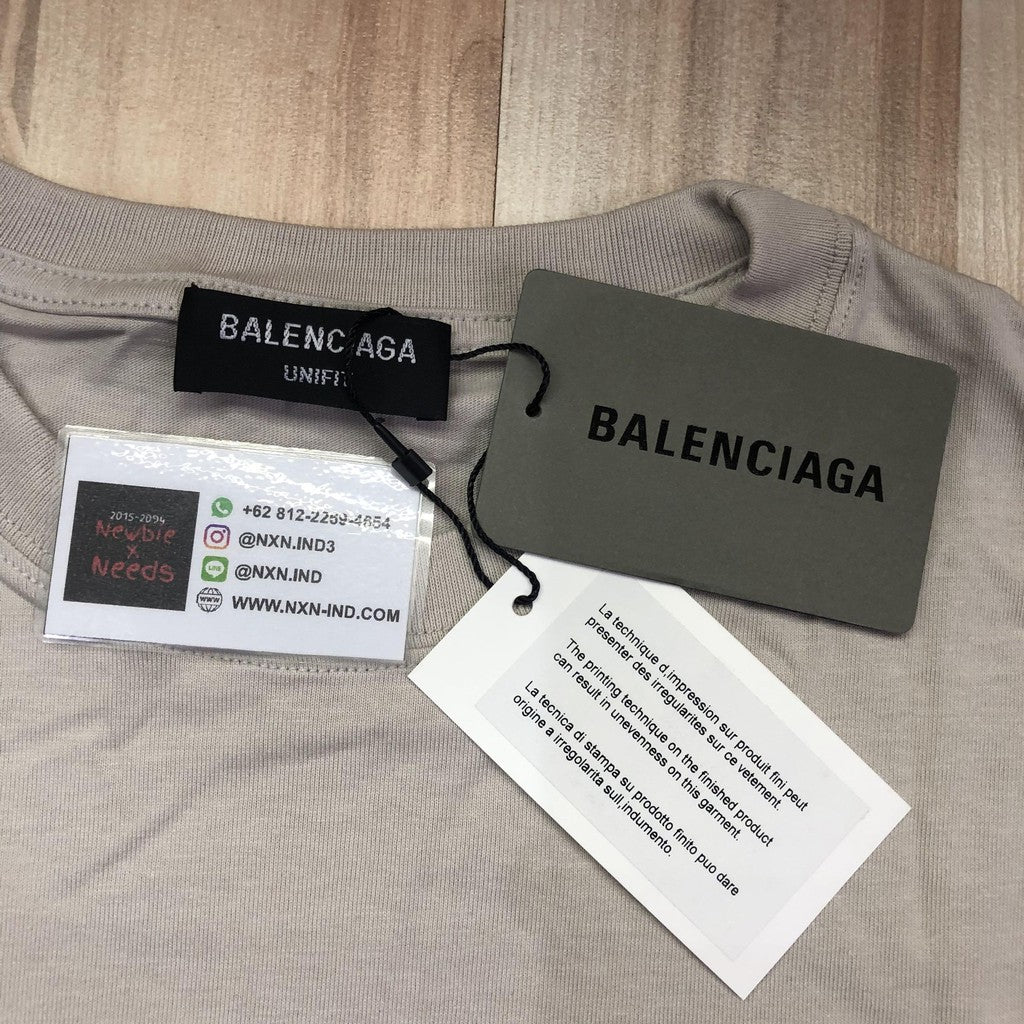 BALENCIAGA
UNIFIT
BALENCIAGA
2015-2094
Newbie
x
Needs
+62 812-2269-4654
@NXN.IND3
LINE
@NXN.IND
WWW
WWW.NXN-IND.COM
La technique d,impression sur produit fini peut
presenter des irregularites sur ce vetement.
The printing technique on the finished product
can result in unevenness on this garment.
La tecnica di stampa su prodotto finito puo dare
origine a irregolarita sull,indumento.